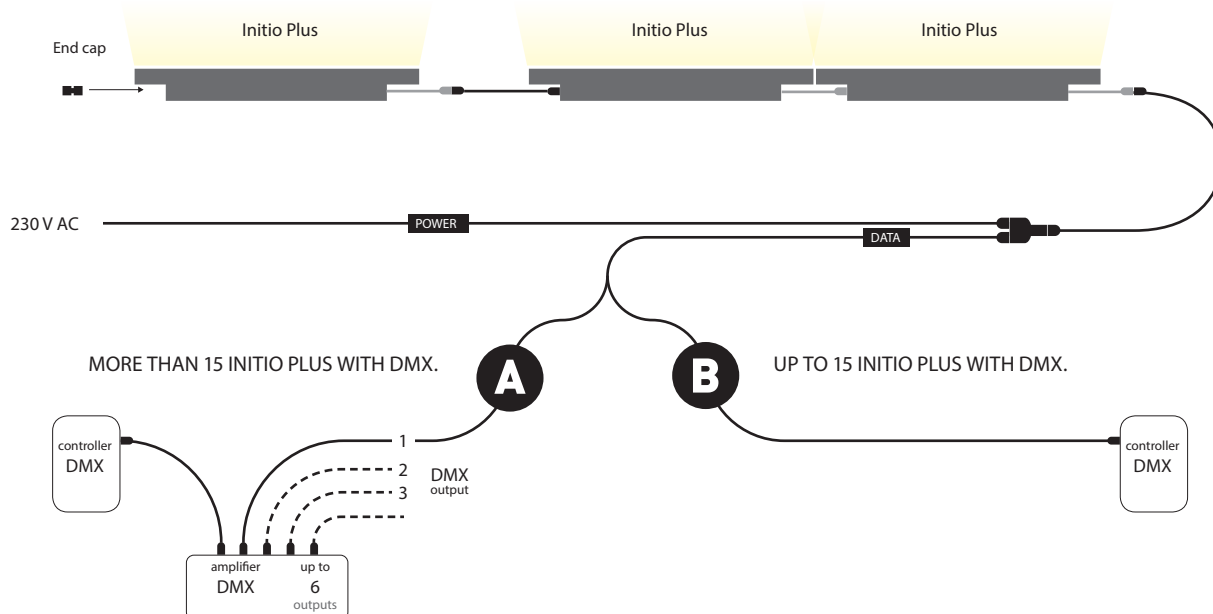 Initio Plus
Initio Plus
Initio Plus
End cap
230 V AC
POWER
DATA
MORE THAN 15 INITIO PLUS WITH DMX.
A
B
UP TO 15 INITIO PLUS WITH DMX.
controller
DMX
1
2
3
DMX
output
controller
DMX
amplifier
DMX
up to
6
outputs